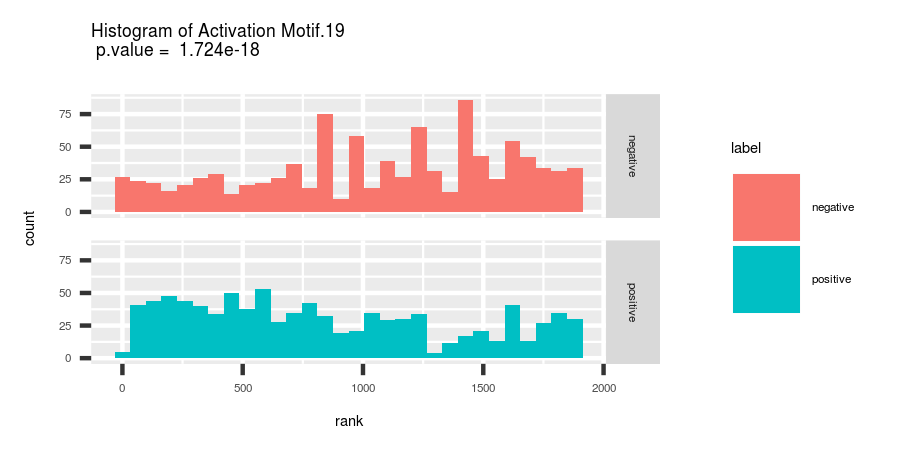 Histogram of Activation Motif.19
p.value = 1.724e-18
count
75
50
25
0
negative
75
50
25
0
positive
0
500
1000
1500
2000
rank
label
negative
positive